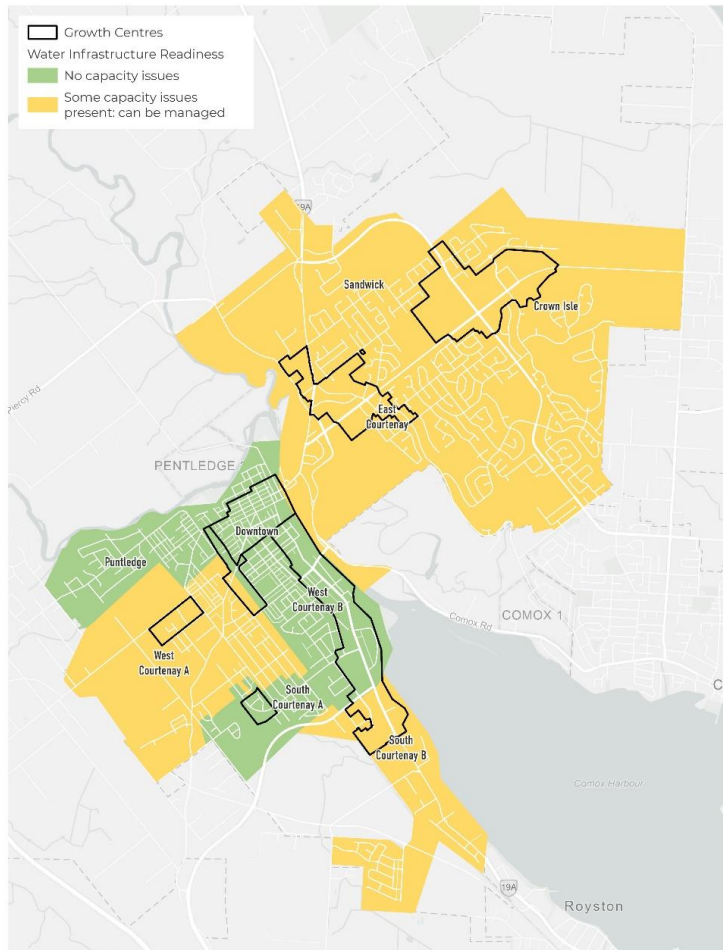 Growth Centres
Water Infrastructure Readiness
No capacity issues
Some capacity issues
present: can be managed
19A
Sandwick
Crown Isle
Piercy Rd
East
Courtenay
PENTLEDGE
Downtown
Puntledge
West
Courtenay B
Comox Rd
COMOX 1
West
Courtenay A
South
Courtenay A
C
South
Courtenay B
Comox Harbour
19A
Royston